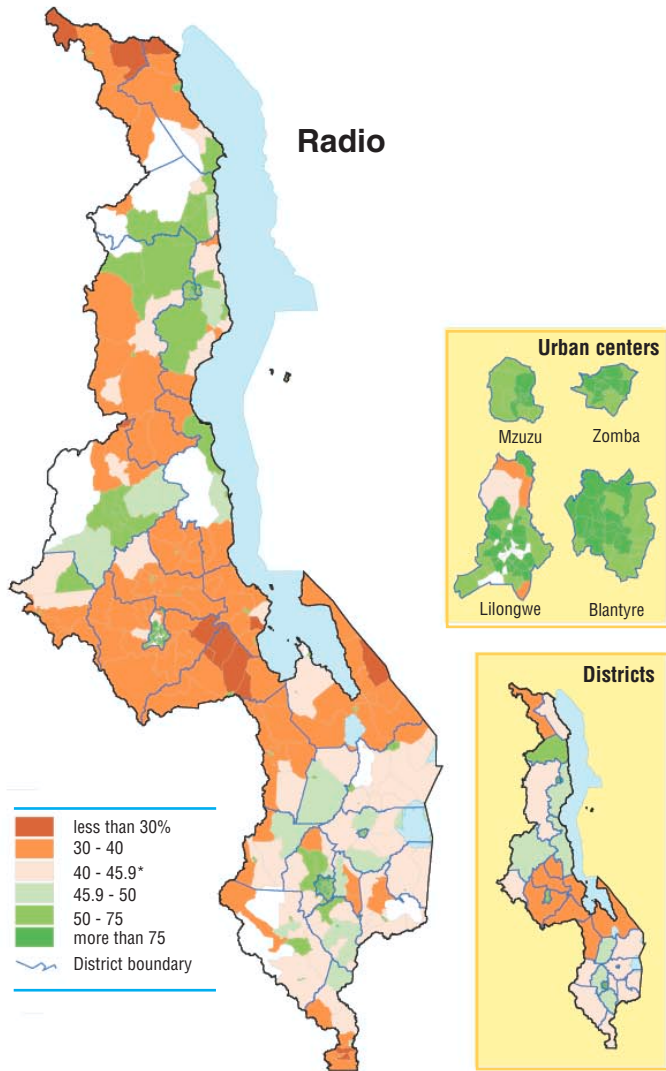 Radio
Urban centers
Mzuzu
Zomba
Lilongwe
Blantyre
Districts
less than 30%
30 - 40
40 - 45.9*
45.9 - 50
50 - 75
more than 75
District boundary